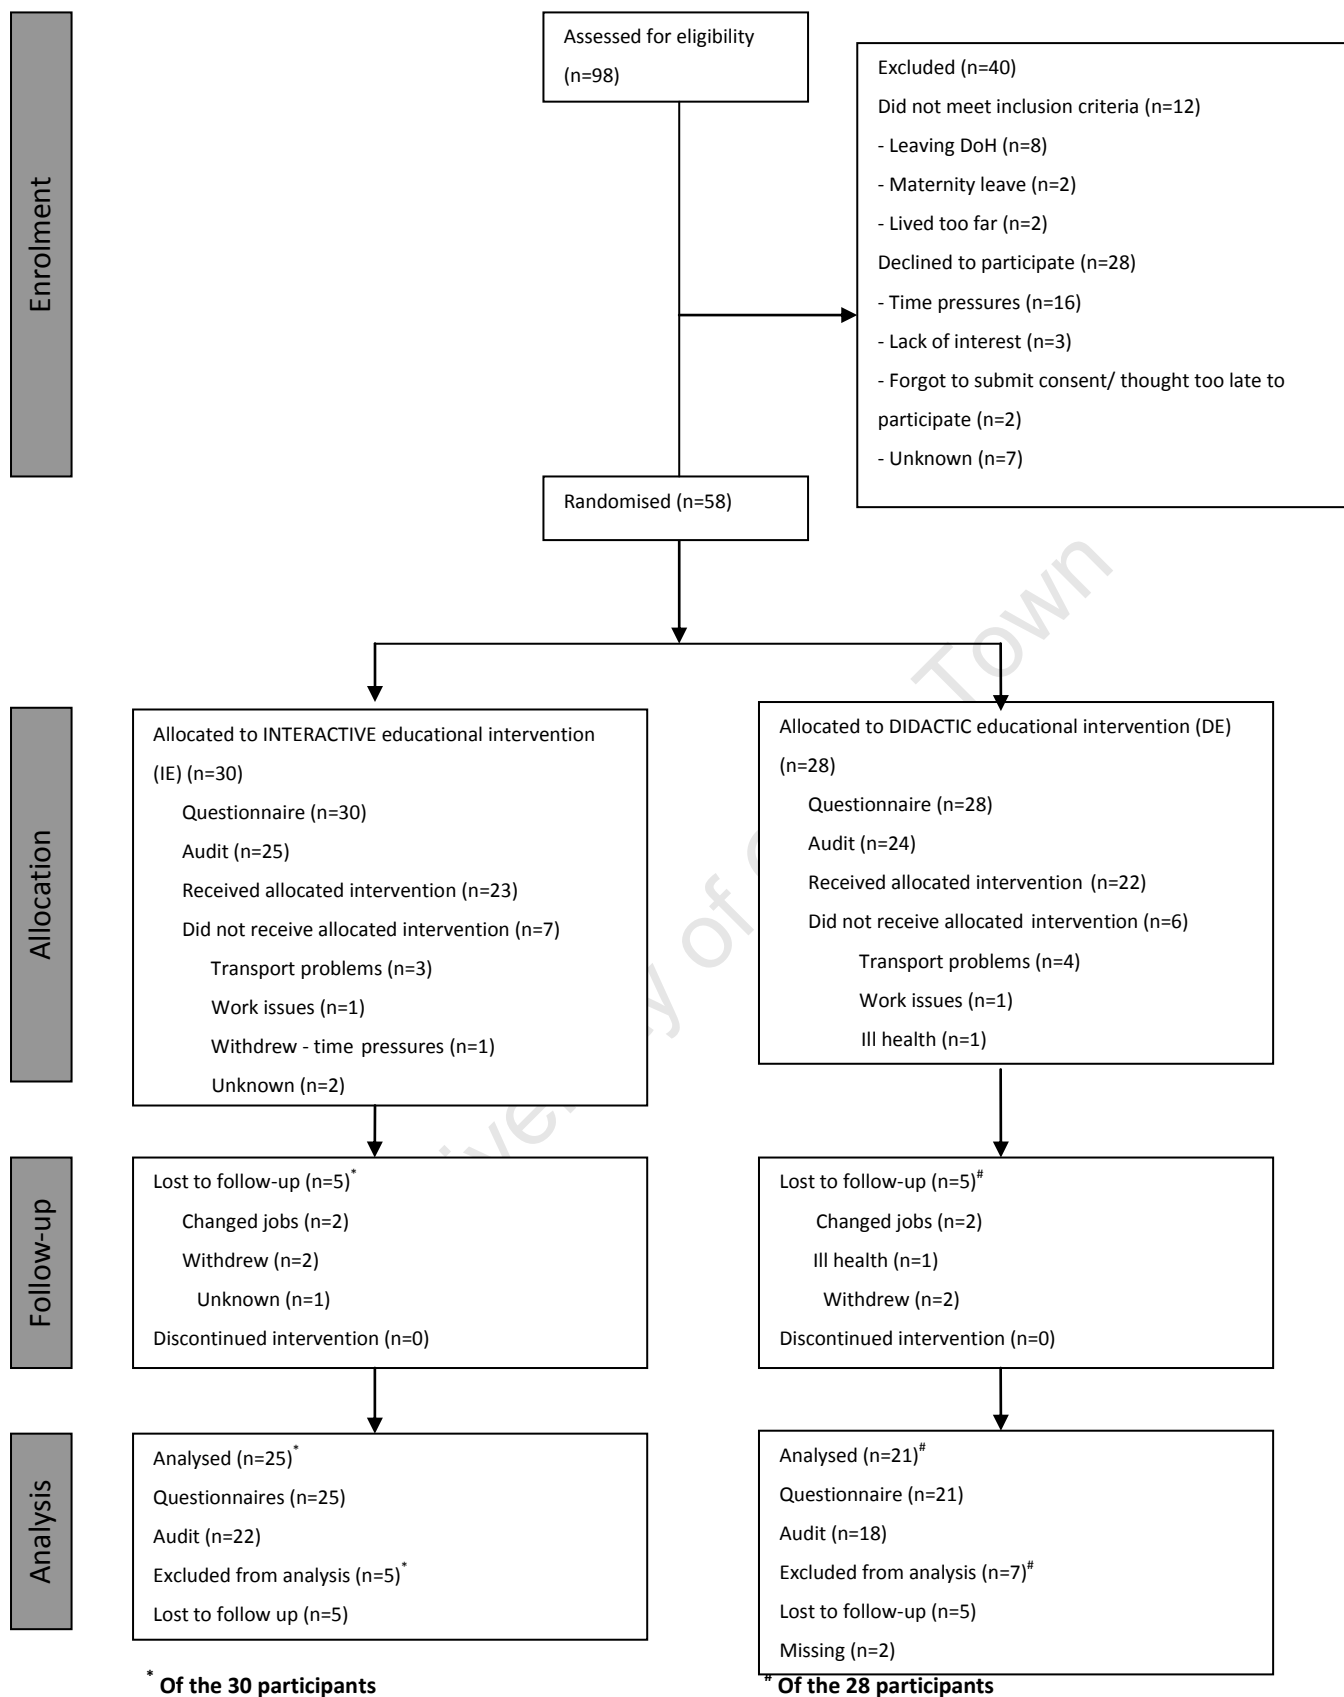 Enrolment
Assessed for eligibility
(n=98)
Excluded (n=40)
Did not meet inclusion criteria (n=12)
- Leaving DoH (n=8)
- Maternity leave (n=2)
- Lived too far (n=2)
Declined to participate (n=28)
- Time pressures (n=16)
- Lack of interest (n=3)
- Forgot to submit consent/ thought too late to
participate (n=2)
- Unknown (n=7)
Randomised (n=58)
Allocation
Allocated to INTERACTIVE educational intervention
(IE) (n=30)
Questionnaire (n=30)
Audit (n=25)
Received allocated intervention (n=23)
Did not receive allocated intervention (n=7)
Transport problems (n=3)
Work issues (n=1)
Withdrew - time pressures (n=1)
Unknown (n=2)
Allocated to DIDACTIC educational intervention (DE)
(n=28)
Questionnaire (n=28)
Audit (n=24)
Received allocated intervention (n=22)
Did not receive allocated intervention (n=6)
Transport problems (n=4)
Work issues (n=1)
Ill health (n=1)
Follow-up
Lost to follow-up (n=5)*
Changed jobs (n=2)
Withdrew (n=2)
Unknown (n=1)
Discontinued intervention (n=0)
Lost to follow-up (n=5)#
Changed jobs (n=2)
Ill health (n=1)
Withdrew (n=2)
Discontinued intervention (n=0)
Analysis
Analysed (n=25)*
Questionnaires (n=25)
Audit (n=22)
Excluded from analysis (n=5)*
Lost to follow up (n=5)
Analysed (n=21)#
Questionnaire (n=21)
Audit (n=18)
Excluded from analysis (n=7)#
Lost to follow-up (n=5)
Missing (n=2)
* Of the 30 participants
# Of the 28 participants
of
Town